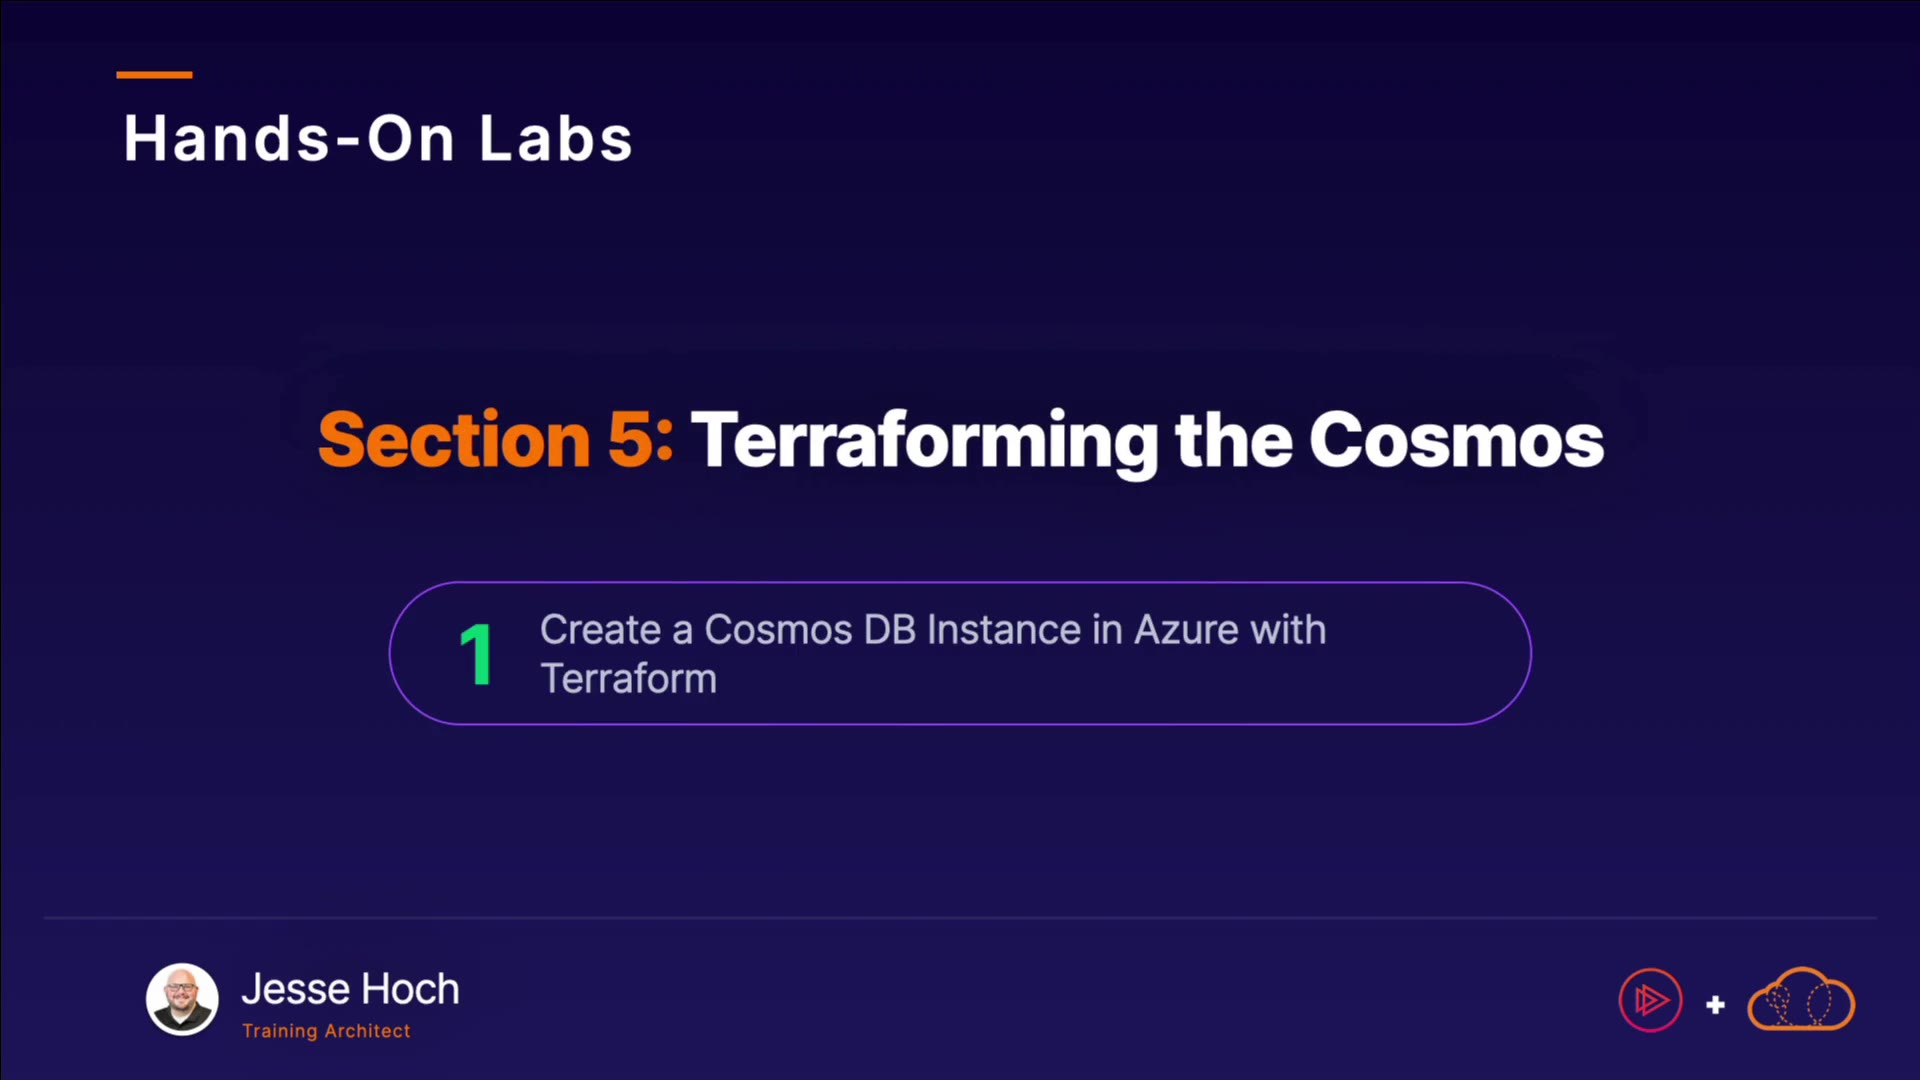 Hands-On Labs
Section 5: Terraforming the Cosmos
1
Create a Cosmos DB Instance in Azure with
Terraform
Jesse Hoch
Training Architect
+